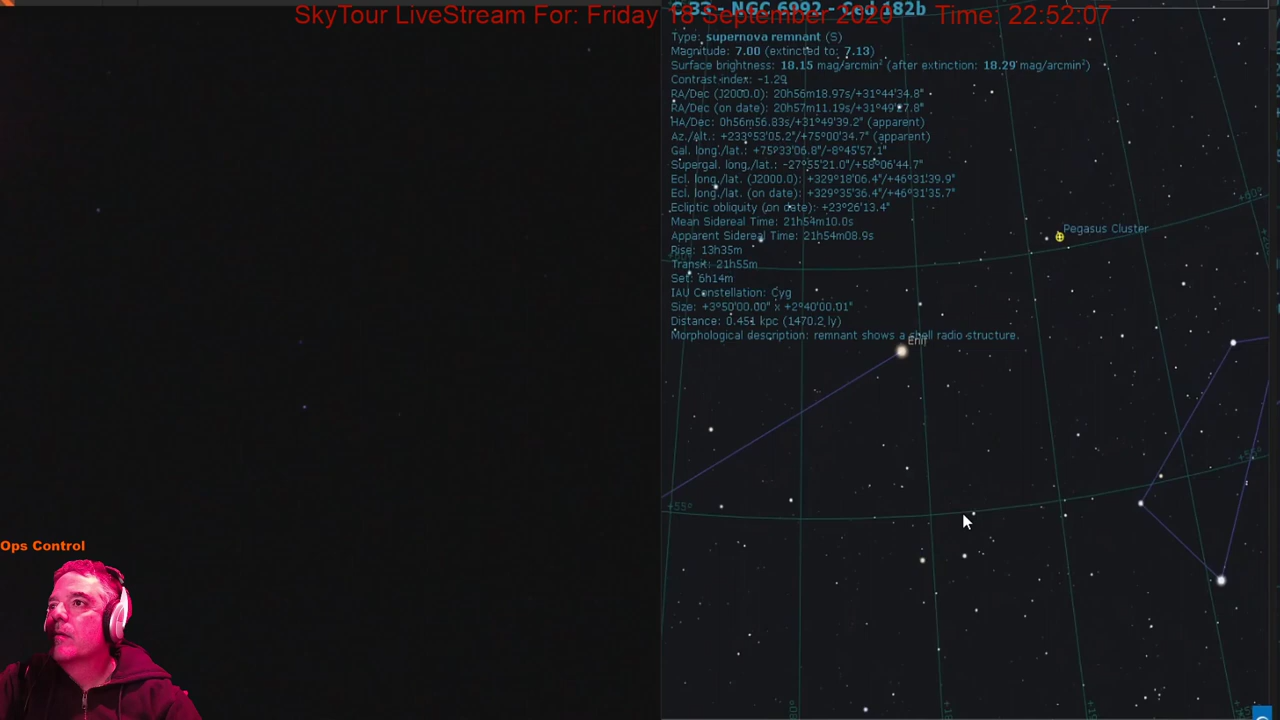 SkyTour LiveStream For: Friday 18 September 2020 Time: 22:52:07
C 33 - NGC 6992 - Ced 182b
Type: supernova remnant (S)
Magnitude: 7.00 (extincted to: 7.13)
Surface brightness: 18.15 mag/arcmin² (after extinction: 18.29 mag/arcmin²)
Contrast index: -1.29
RA/Dec (J2000.0): 20h56m18.97s/+31°44'34.8"
RA/Dec (on date): 20h57m11.19s/+31°49'27.8"
HA/Dec: 0h56m56.83s/+31°49'39.2" (apparent)
Az./Alt.: +233°53'05.2"/+75°00'34.7" (apparent)
Gal. long./lat.: +75°33'06.8"/-8°45'57.1"
Supergal. long./lat.: -27°55'21.0"/+58°06'44.7"
Ecl. long./lat. (J2000.0): +329°18'06.4"/+46°31'39.9"
Ecl. long./lat. (on date): +329°35'36.4"/+46°31'35.7"
Ecliptic obliquity (on date): +23°26'13.4"
Mean Sidereal Time: 21h54m10.0s
Apparent Sidereal Time: 21h54m08.9s
Rise: 13h35m
Transit: 21h55m
Set: 6h14m
IAU Constellation: Cyg
Size: +3°50'00.00" x +2°40'00.01"
Distance: 0.451 kpc (1470.2 ly)
Morphological description: remnant shows a shell radio structure.
+60°
Pegasus Cluster
Enif
+55°
+55°
Ops Control